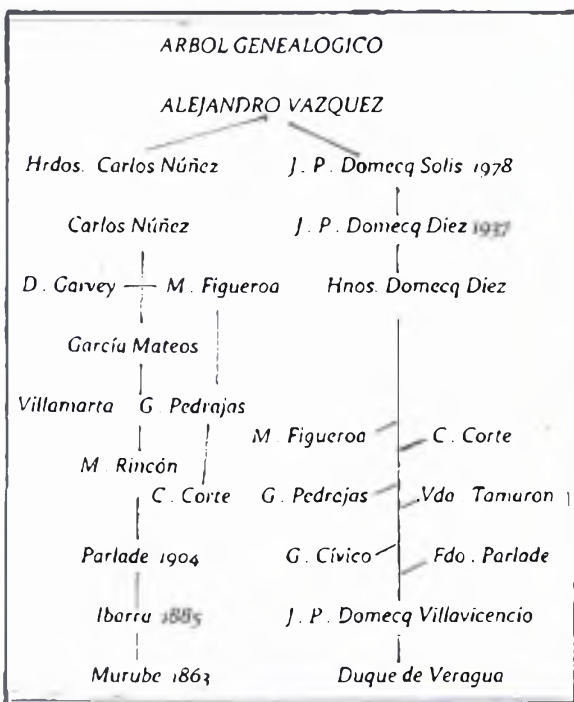 ARBOL GENEALOGICO
ALEJANDRO VAZQUEZ
Hrdos. Carlos Núñez J. P. Domecq Solis 1978
Carlos Núñez J. P. Domecq Diez 1937
D. Garvey M. Figueroa Hnos. Domecq Diez
García Mateos
Villamarta G. Pedrajas
M. Figueroa C. Corte
M. Rincón
C. Corte G. Pedrajas Vda Tamaron
Parlade 1904 G. Cívico Fdo. Parlade
Ibarra 1885 J. P. Domecq Villavicencio
Murube 1863 Duque de Veragua